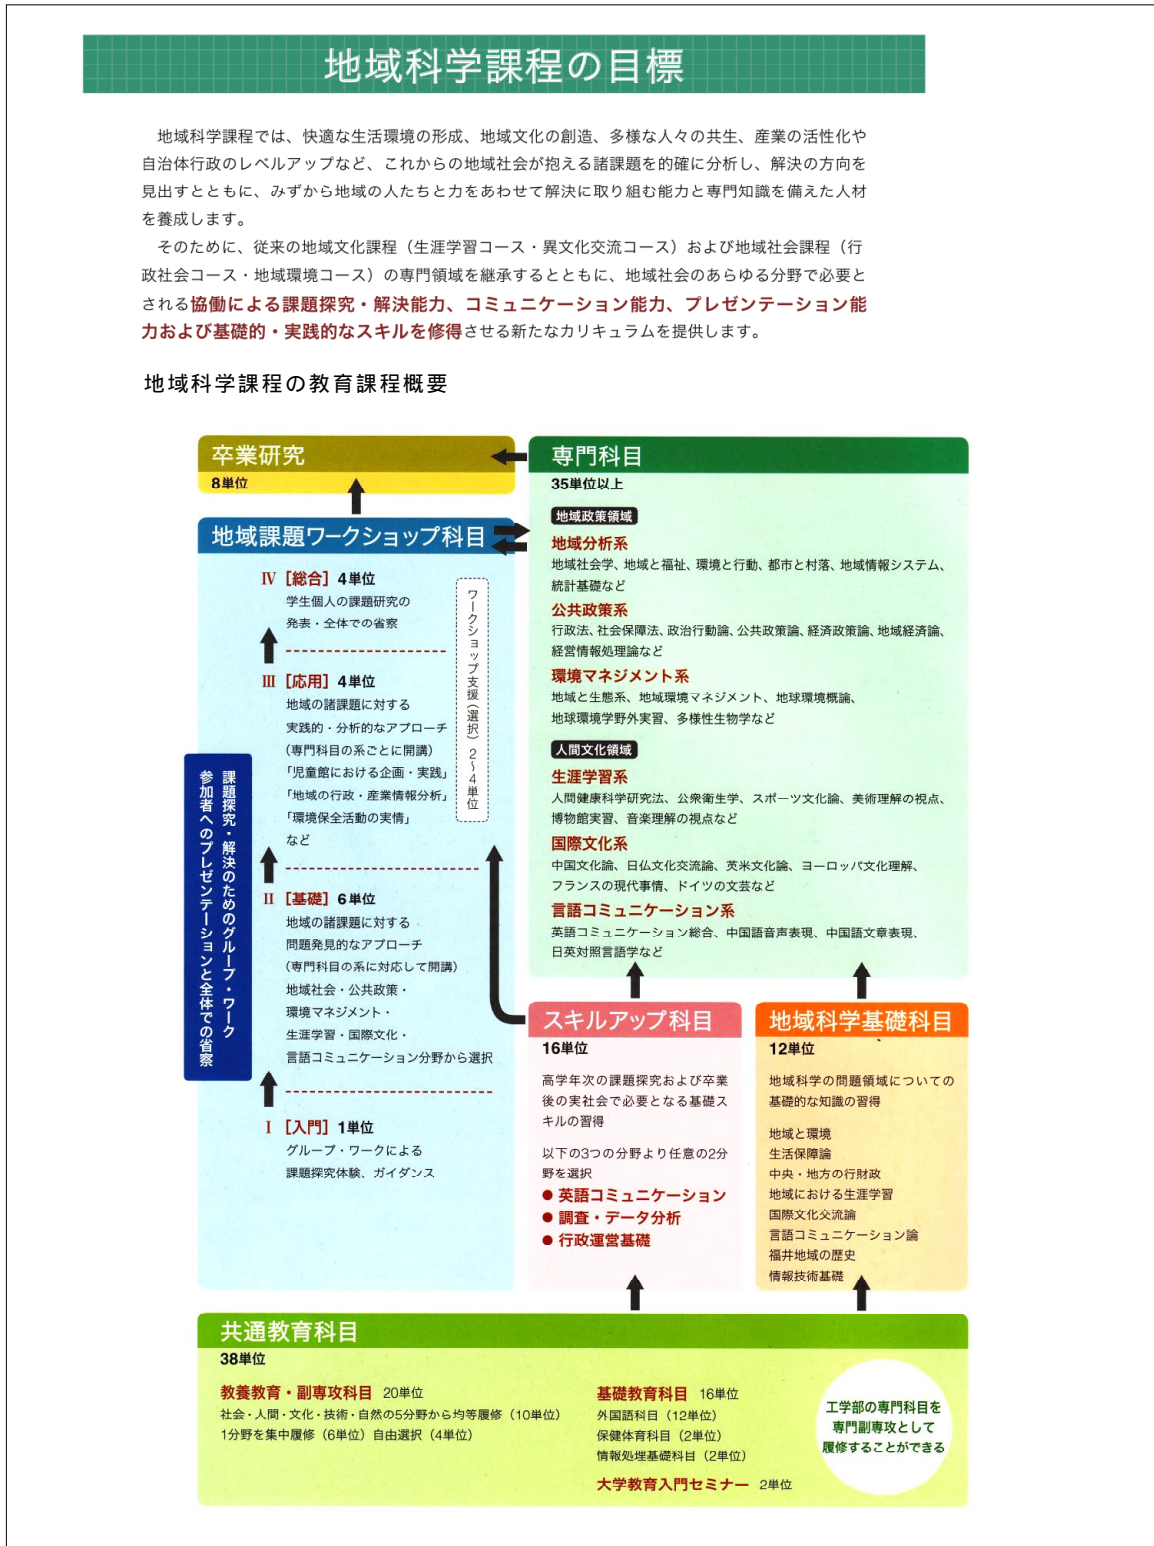 地域科学課程の目標
地域科学課程では、快適な生活環境の形成、地域文化の創造、多様な人々の共生、産業の活性化や
自治体行政のレベルアップなど、これからの地域社会が抱える諸課題を的確に分析し、解決の方向を
見出すとともに、みずから地域の人たちと力をあわせて解決に取り組む能力と専門知識を備えた人材
を養成します。
そのために、従来の地域文化課程（生涯学習コース・異文化交流コース）および地域社会課程（行
政社会コース・地域環境コース）の専門領域を継承するとともに、地域社会のあらゆる分野で必要と
される協働による課題探究・解決能力、コミュニケーション能力、プレゼンテーション能
力および基礎的・実践的なスキルを修得させる新たなカリキュラムを提供します。
地域科学課程の教育課程概要
卒業研究
8単位
地域課題ワークショップ科目
Ⅳ［総合］4単位
学生個人の課題研究の
発表・全体での省察
Ⅲ［応用］4単位
地域の諸課題に対する
実践的・分析的なアプローチ
（専門科目の系ごとに開講）
「児童館における企画・実践」
「地域の行政・産業情報分析」
「環境保全活動の実情」
など
Ⅱ［基礎］6単位
地域の諸課題に対する
問題発見的なアプローチ
（専門科目の系に対応して開講）
地域社会・公共政策・
環境マネジメント・
生涯学習・国際文化・
言語コミュニケーション分野から選択
Ⅰ［入門］1単位
グループ・ワークによる
課題探究体験、ガイダンス
ワークショップ支援（選択）2～4単位
課題探究・解決のためのグループ・ワーク
参加者へのプレゼンテーションと全体での省察
専門科目
35単位以上
地域政策領域
地域分析系
地域社会学、地域と福祉、環境と行動、都市と村落、地域情報システム、
統計基礎など
公共政策系
行政法、社会保障法、政治行動論、公共政策論、経済政策論、地域経済論、
経営情報処理論など
環境マネジメント系
地域と生態系、地域環境マネジメント、地球環境概論、
地球環境学野外実習、多様性生物学など
人間文化領域
生涯学習系
人間健康科学研究法、公衆衛生学、スポーツ文化論、美術理解の視点、
博物館実習、音楽理解の視点など
国際文化系
中国文化論、日仏文化交流論、英米文化論、ヨーロッパ文化理解、
フランスの現代事情、ドイツの文芸など
言語コミュニケーション系
英語コミュニケーション総合、中国語音声表現、中国語文章表現、
日英対照言語学など
スキルアップ科目
16単位
高学年次の課題探究および卒業
後の実社会で必要となる基礎ス
キルの習得
以下の3つの分野より任意の2分
野を選択
● 英語コミュニケーション
● 調査・データ分析
● 行政運営基礎
地域科学基礎科目
12単位
地域科学の問題領域についての
基礎的な知識の習得
地域と環境
生活保障論
中央・地方の行財政
地域における生涯学習
国際文化交流論
言語コミュニケーション論
福井地域の歴史
情報技術基礎
共通教育科目
38単位
教養教育・副専攻科目 20単位
社会・人間・文化・技術・自然の5分野から均等履修（10単位）
1分野を集中履修（6単位）自由選択（4単位）
基礎教育科目 16単位
外国語科目（12単位）
保健体育科目（2単位）
情報処理基礎科目（2単位）
大学教育入門セミナー 2単位
工学部の専門科目を
専門副専攻として
履修することができる